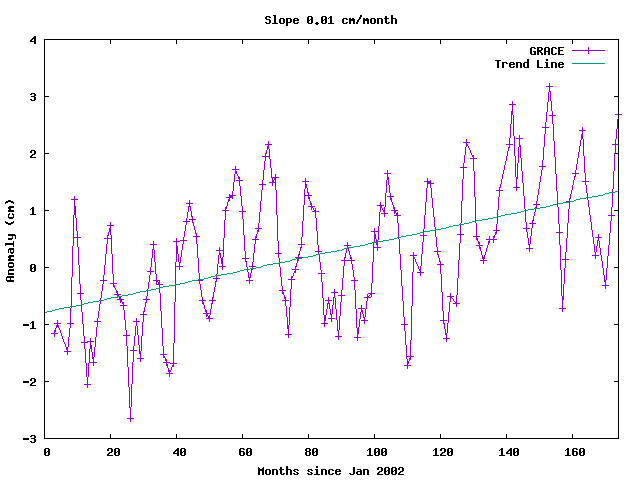 Slope 0.01 cm/month
GRACE
Trend Line
4
3
2
1
0
-1
-2
-3
Anomaly (cm)
0 20 40 60 80 100 120 140 160
Months since Jan 2002